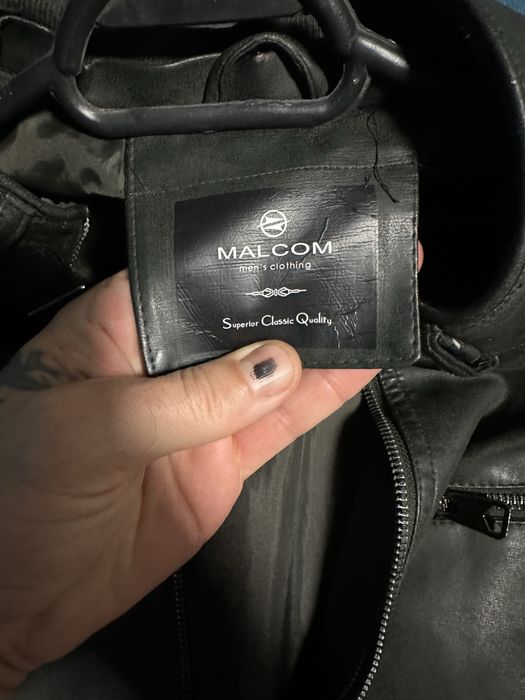 MALCOM
men's clothing
Superior Classic Quality